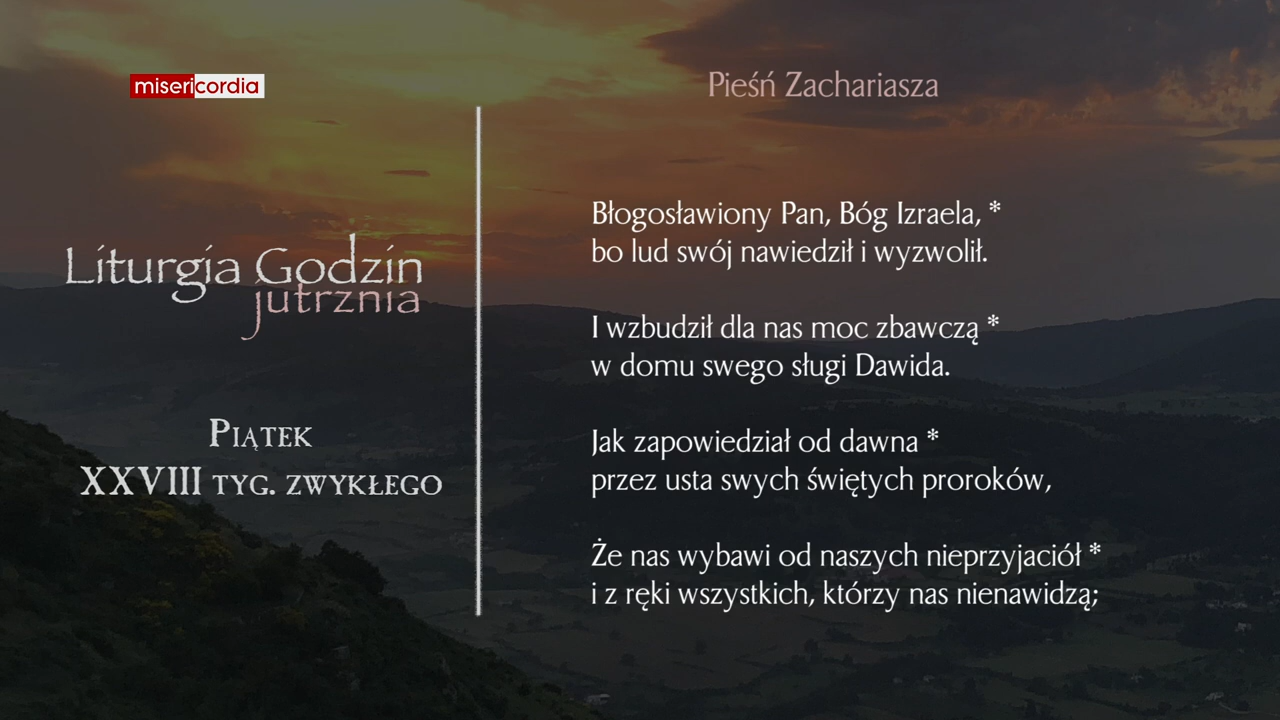 misericordia
Liturgia Godzin
jutrznia
Piątek
XXVIII tyg. zwykłego
Pieśń Zachariasza
Błogosławiony Pan, Bóg Izraela, *
bo lud swój nawiedził i wyzwolił.
I wzbudził dla nas moc zbawczą *
w domu swego sługi Dawida.
Jak zapowiedział od dawna *
przez usta swych świętych proroków,
Że nas wybawi od naszych nieprzyjaciół *
i z ręki wszystkich, którzy nas nienawidzą;